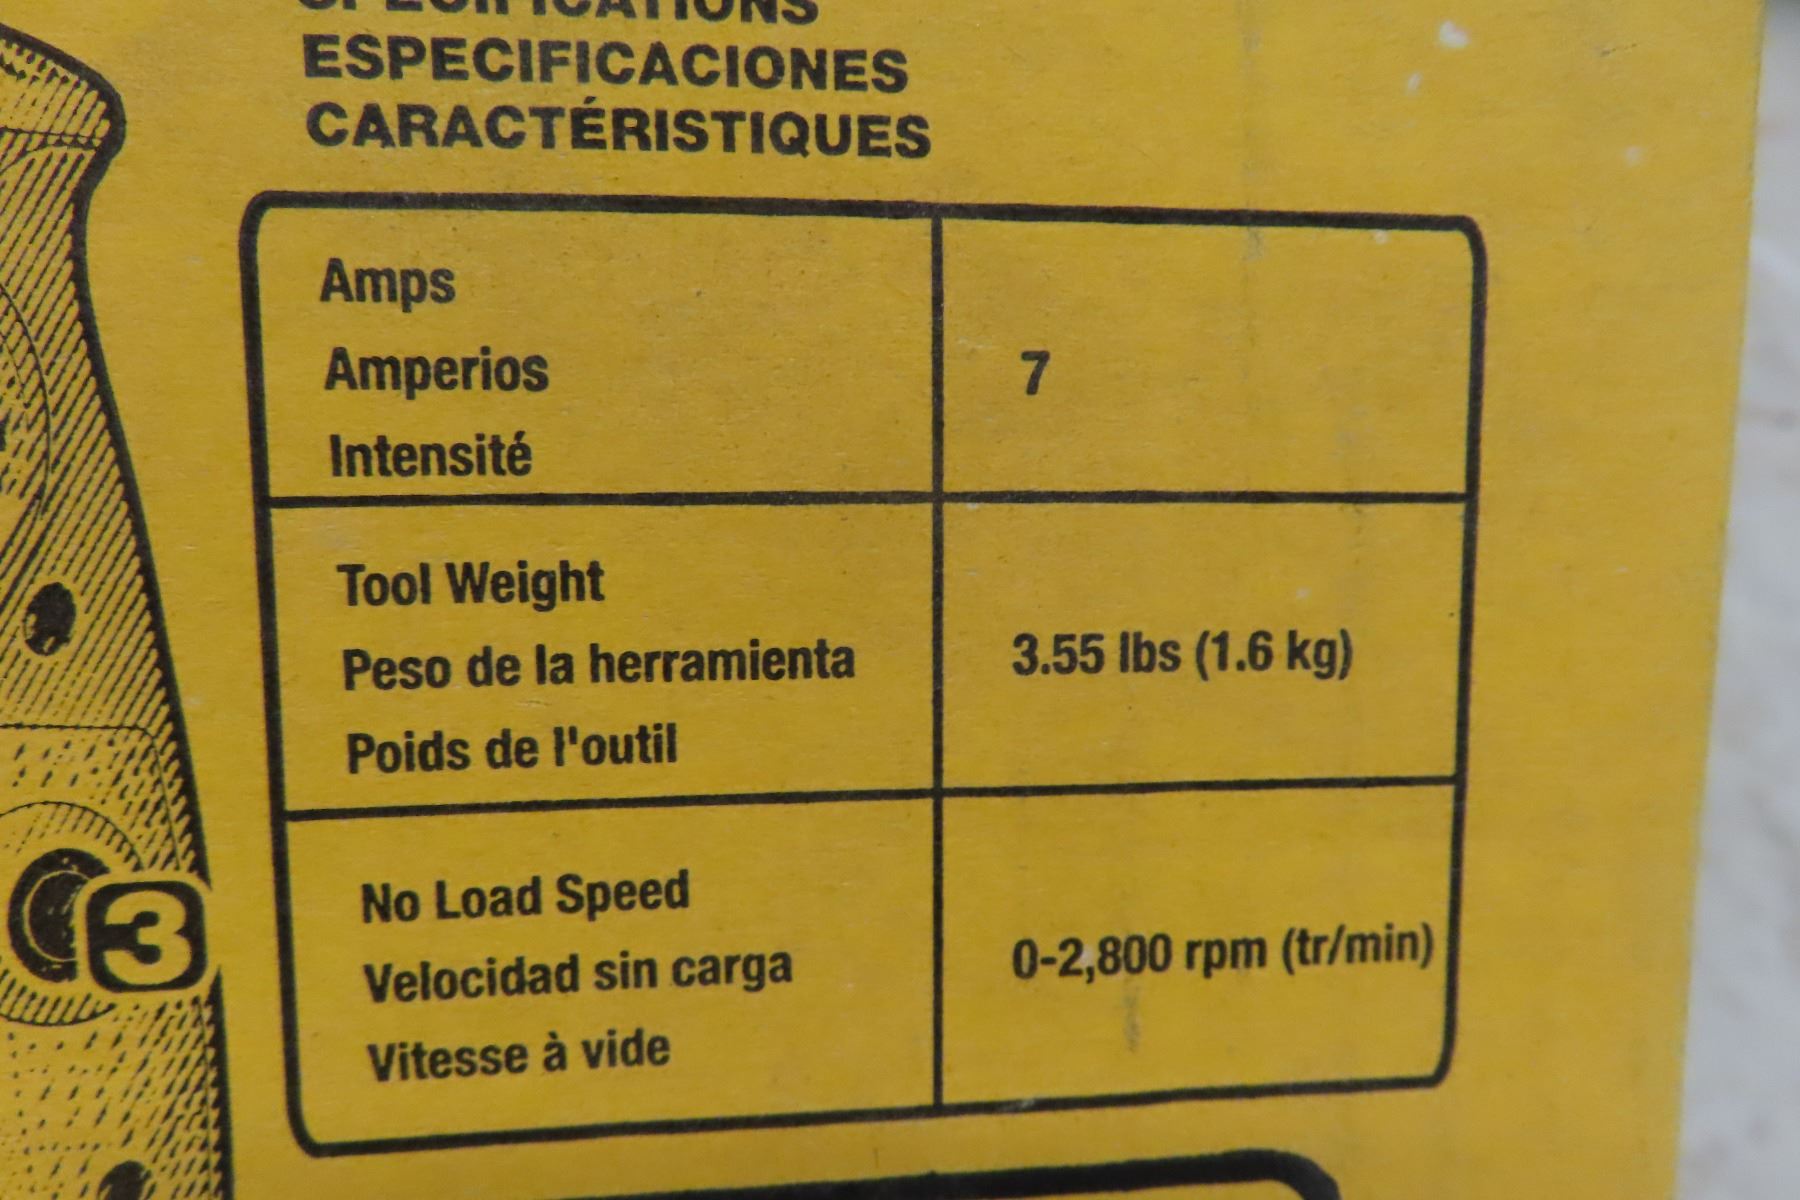 SPECIFICATIONS
ESPECIFICACIONES
CARACTÉRISTIQUES
Amps
Amperios
Intensité
7
Tool Weight
Peso de la herramienta
Poids de l'outil
3.55 lbs (1.6 kg)
No Load Speed
Velocidad sin carga
Vitesse à vide
0-2,800 rpm (tr/min)
3